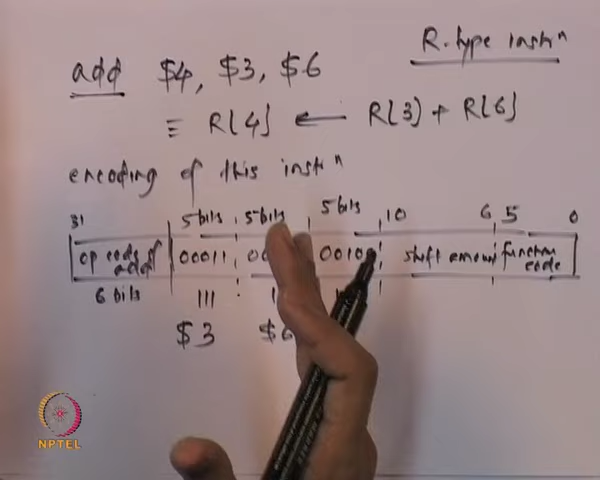 R-type instⁿ
add $4, $3, $6
≡ R[4] ← R[3] + R[6]
encoding of this instⁿ
31 5 bits 5 bits 5 bits 10 6 5 0
op code of add 00011 00100 shift amount function code
6 bits
$3 $6
NPTEL